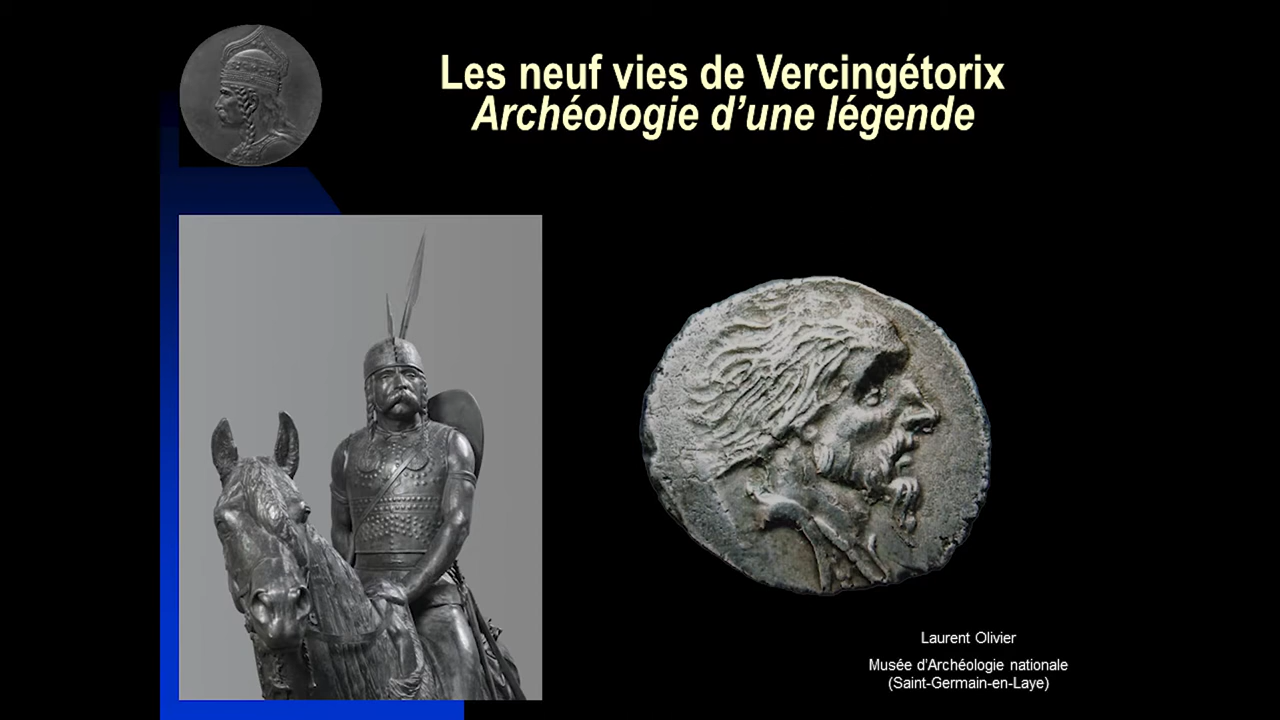 Les neuf vies de Vercingétorix
Archéologie d’une légende
Laurent Olivier
Musée d'Archéologie nationale
(Saint-Germain-en-Laye)